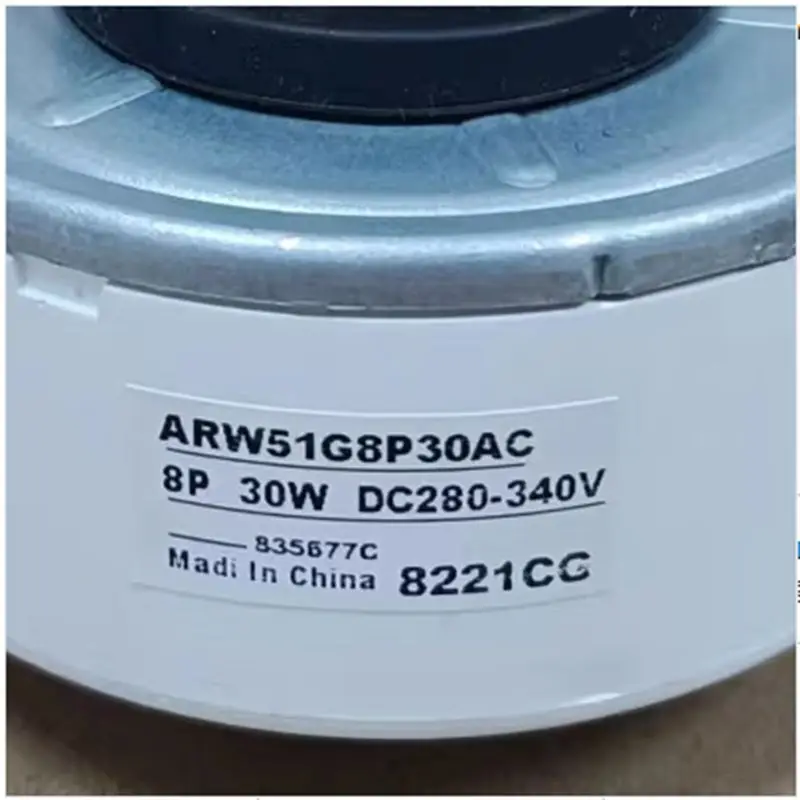 ARW51G8P30AC
8P 30W DC280-340V
835677C
Madi In China 8221CG